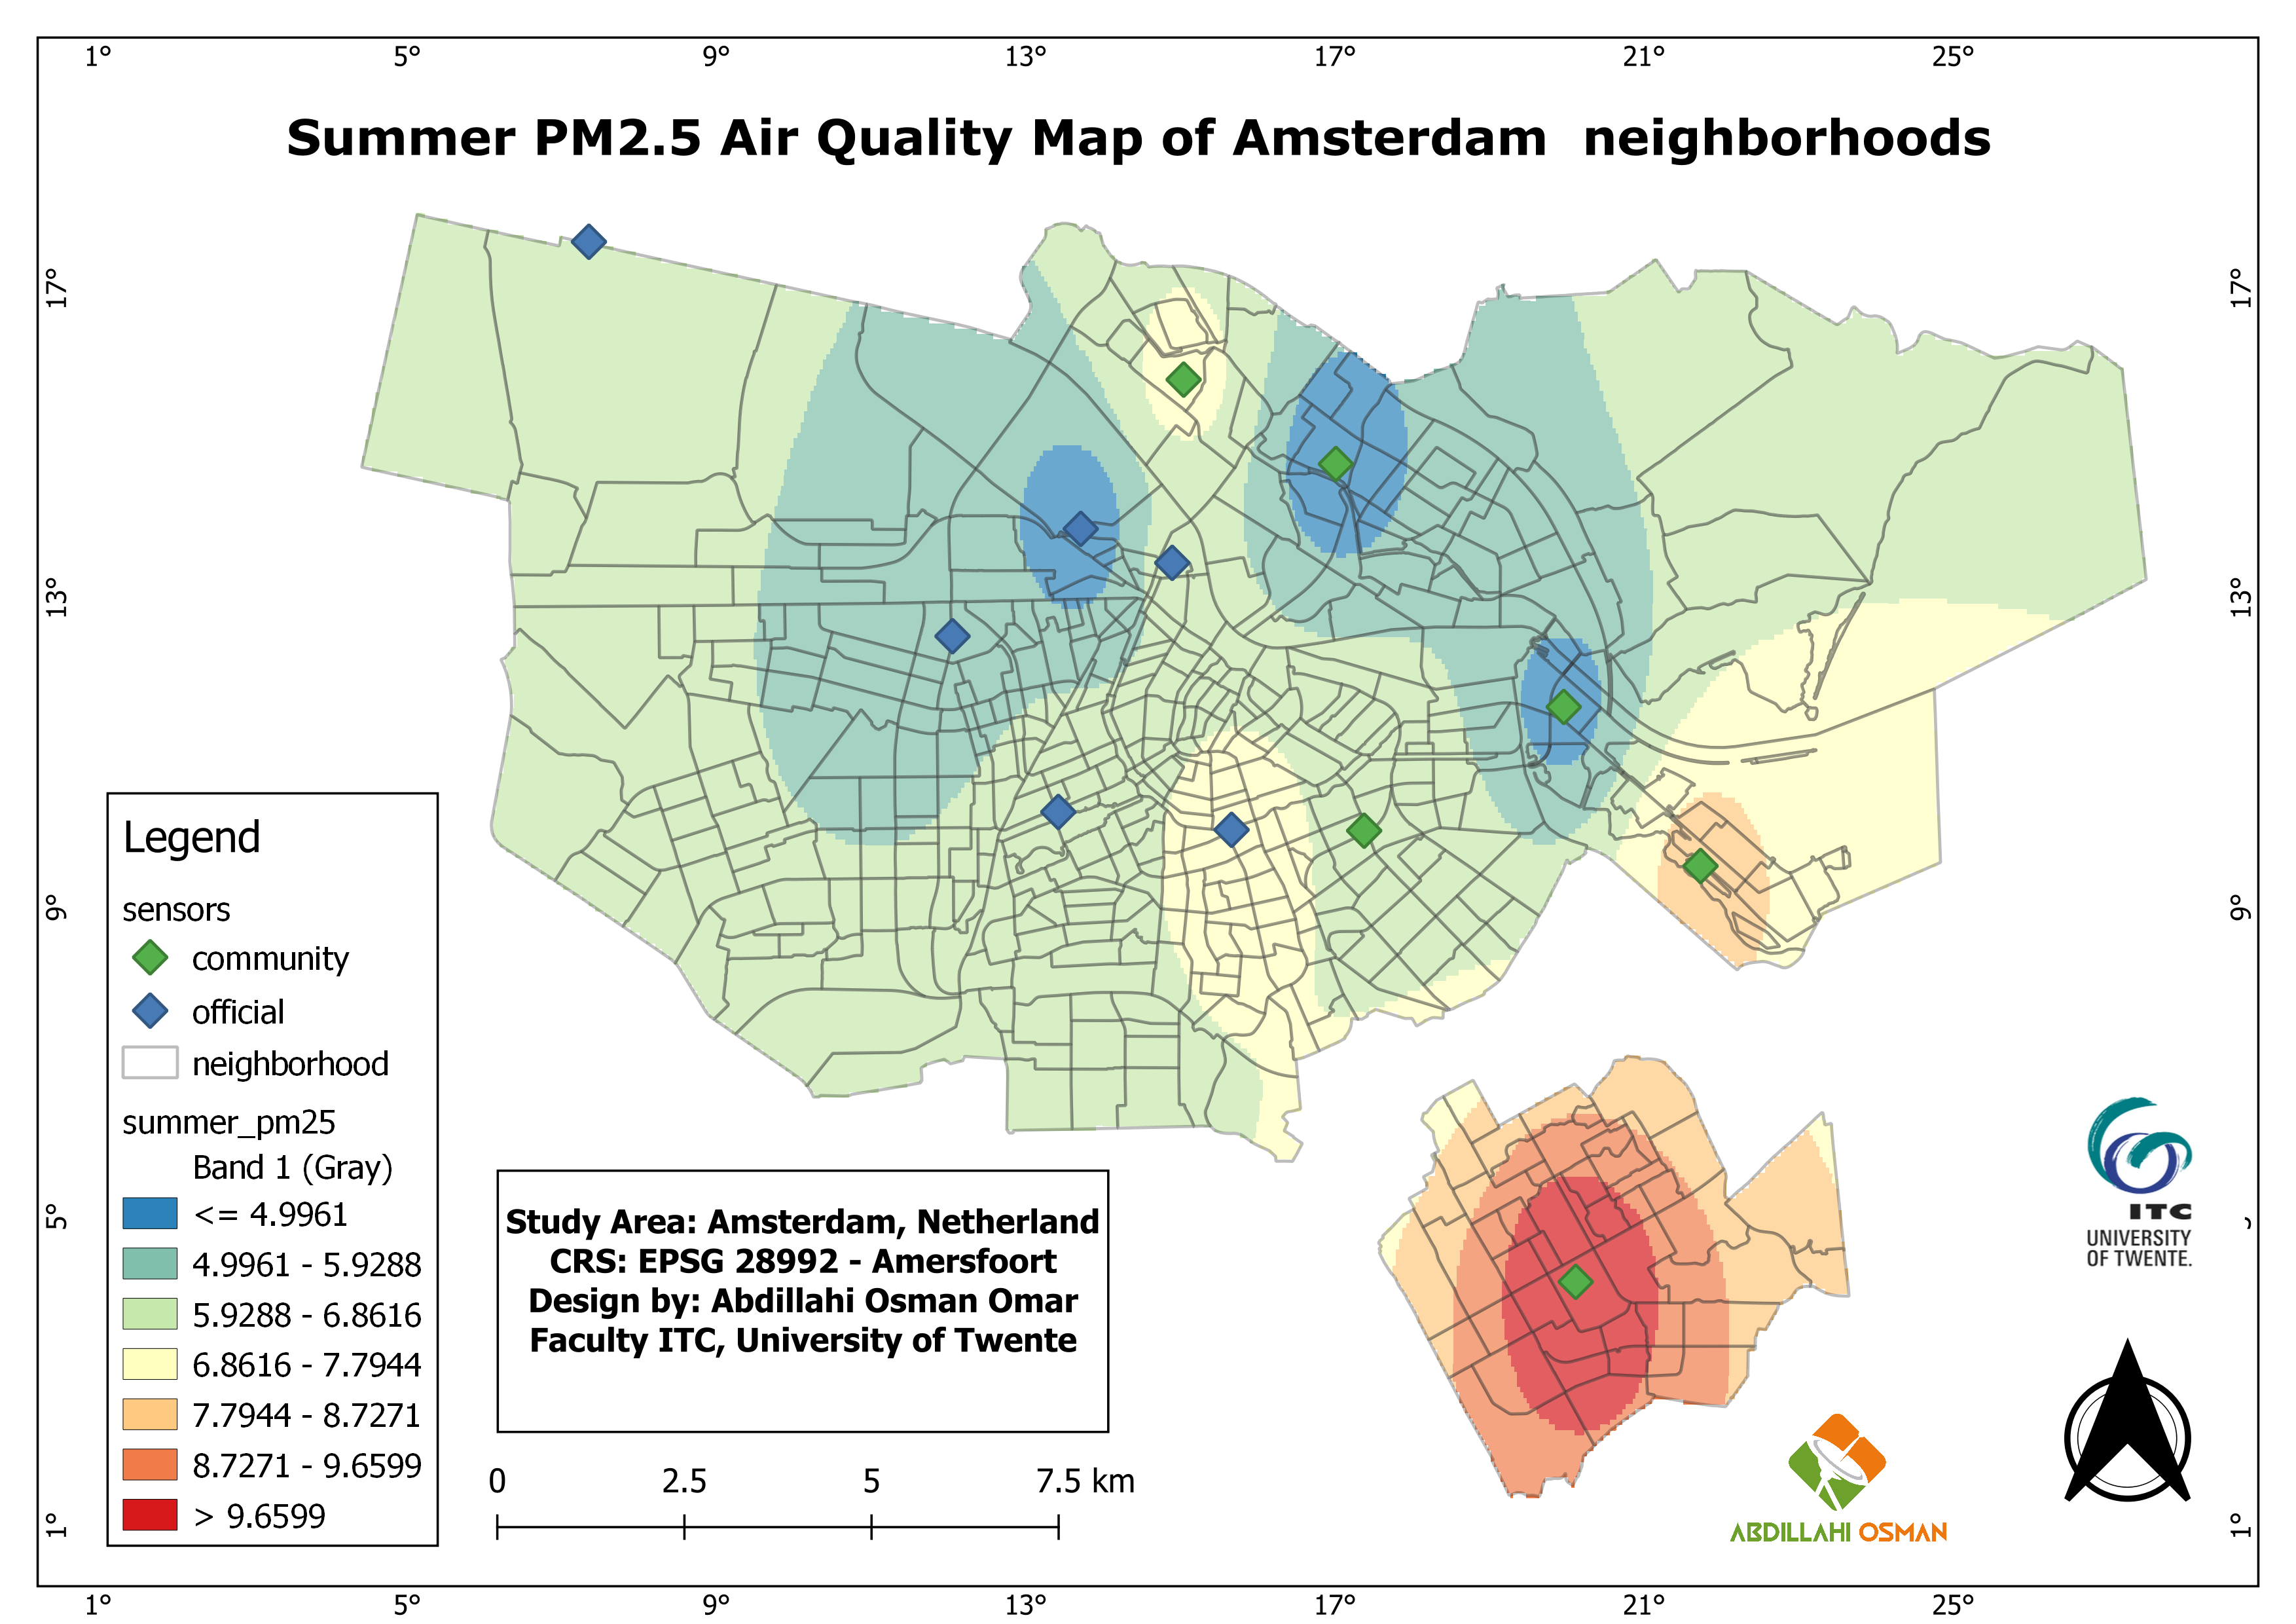 1° 5° 9° 13° 17° 21° 25°
Summer PM2.5 Air Quality Map of Amsterdam  neighborhoods
17° 17°
13° 13°
9° 9°
5°
1° 1°
Legend
sensors
community
official
neighborhood
summer_pm25
Band 1 (Gray)
<= 4.9961
4.9961 - 5.9288
5.9288 - 6.8616
6.8616 - 7.7944
7.7944 - 8.7271
8.7271 - 9.6599
> 9.6599
Study Area: Amsterdam, Netherland
CRS: EPSG 28992 - Amersfoort
Design by: Abdillahi Osman Omar
Faculty ITC, University of Twente
0 2.5 5 7.5 km
ITC
UNIVERSITY
OF TWENTE.
ABDILLAHI OSMAN
1° 5° 9° 13° 17° 21° 25°